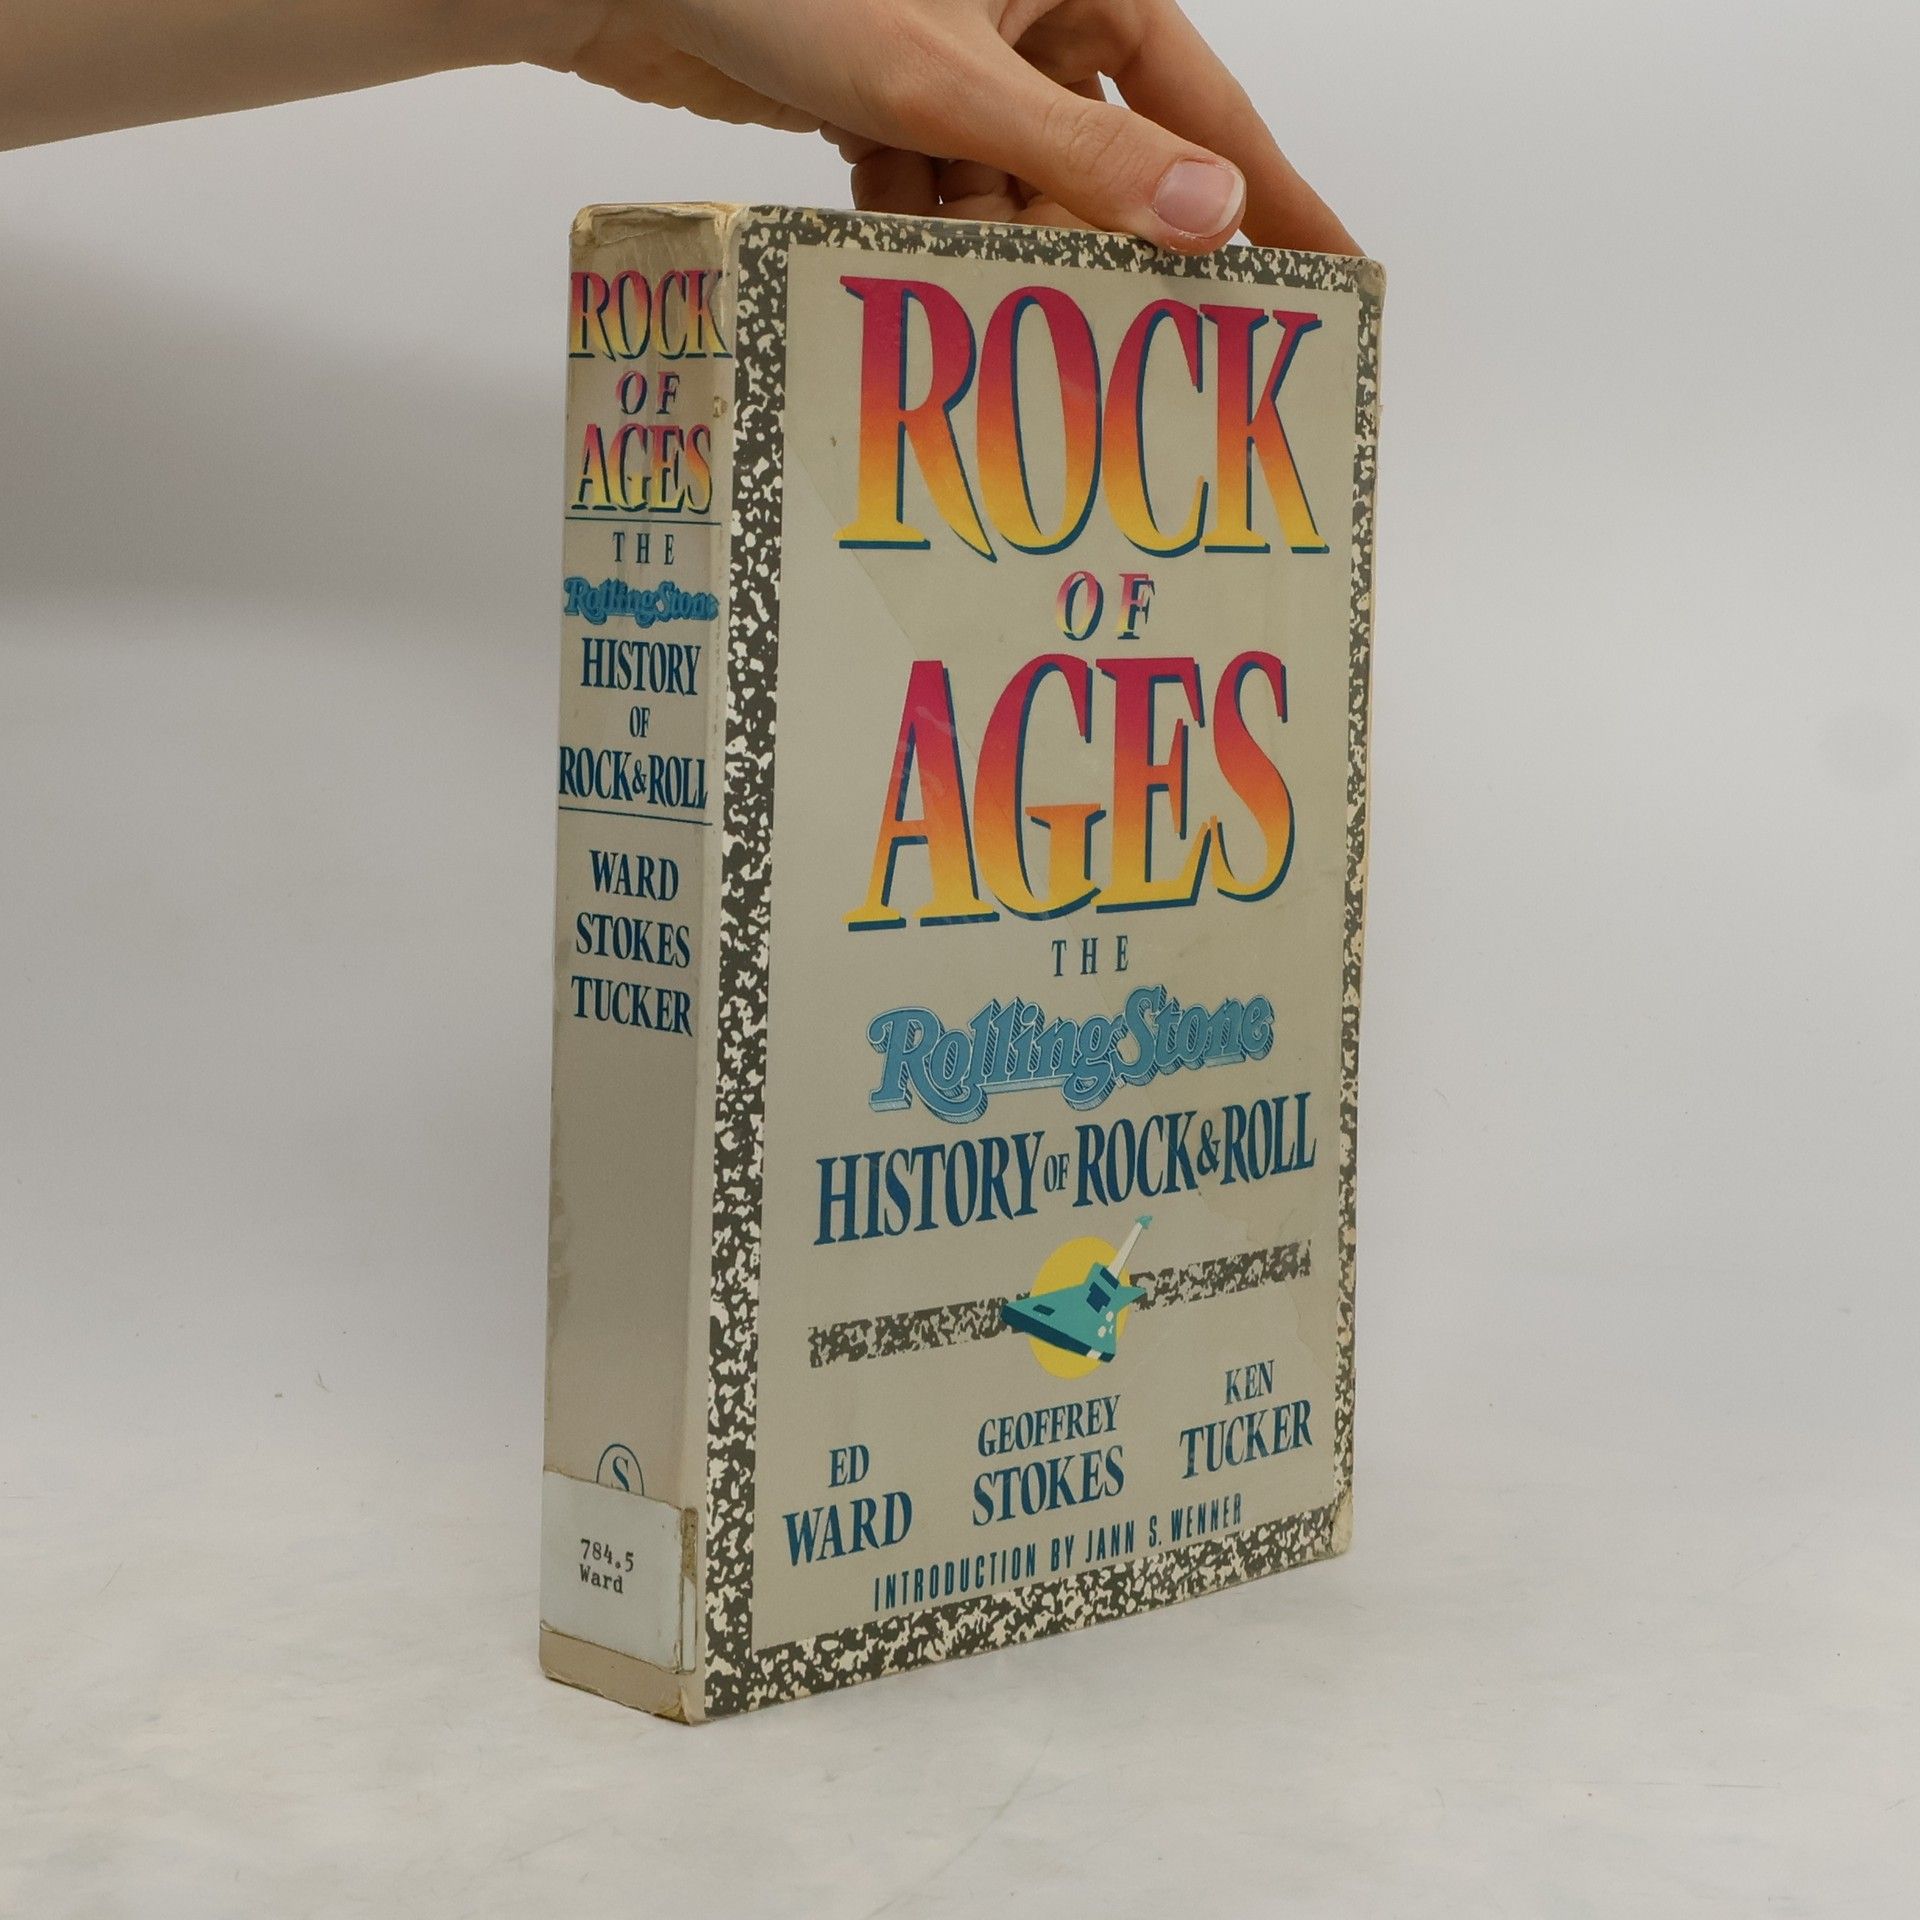 ROCK
OF
AGES
THE
RollingStone
HISTORY
OF
ROCK&ROLL
WARD
STOKES
TUCKER
S
784.5
Ward
ROCK
OF
AGES
THE
RollingStone
HISTORY OF ROCK&ROLL
ED
WARD
GEOFFREY
STOKES
KEN
TUCKER
INTRODUCTION BY JANN S. WENNER